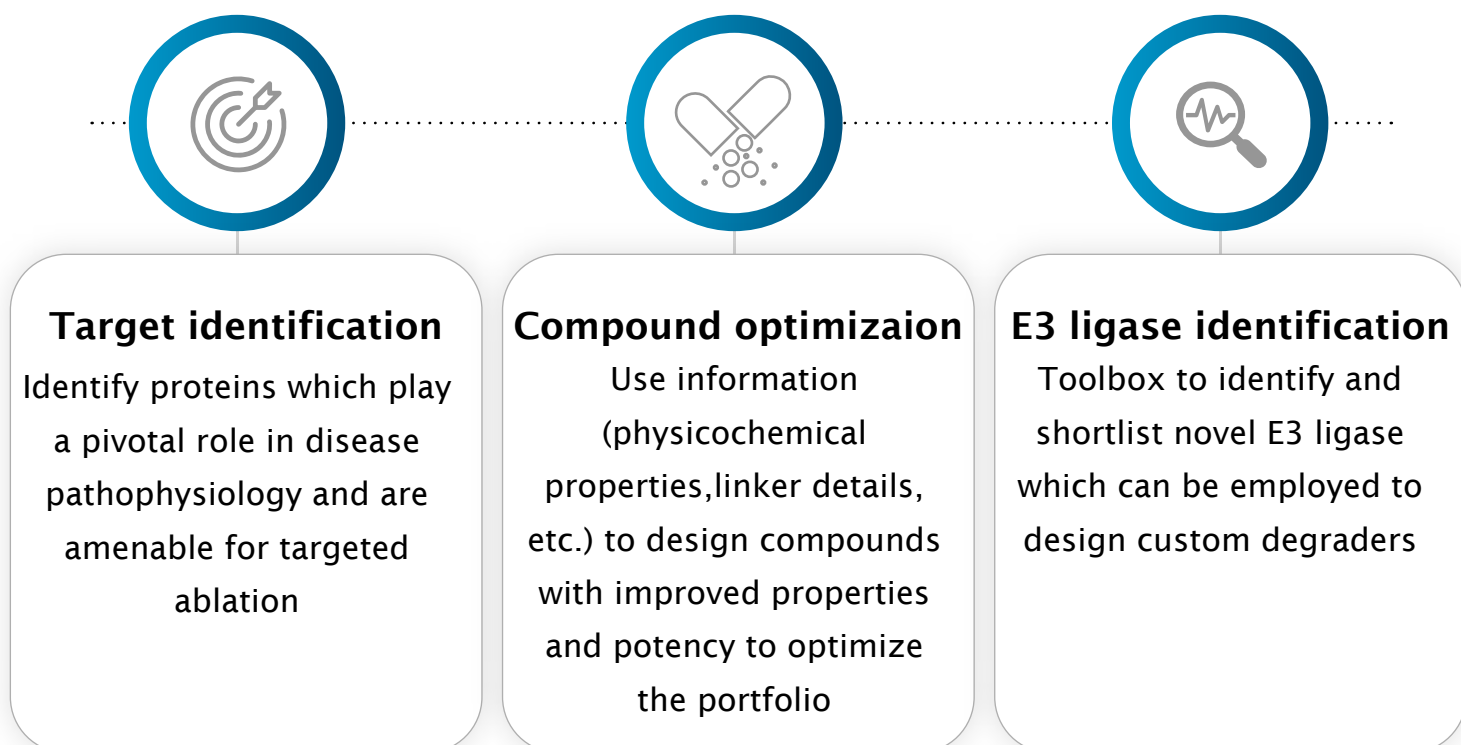 Target identification
Identify proteins which play
a pivotal role in disease
pathophysiology and are
amenable for targeted
ablation
Compound optimizaion
Use information
(physicochemical
properties,linker details,
etc.) to design compounds
with improved properties
and potency to optimize
the portfolio
E3 ligase identification
Toolbox to identify and
shortlist novel E3 ligase
which can be employed to
design custom degraders